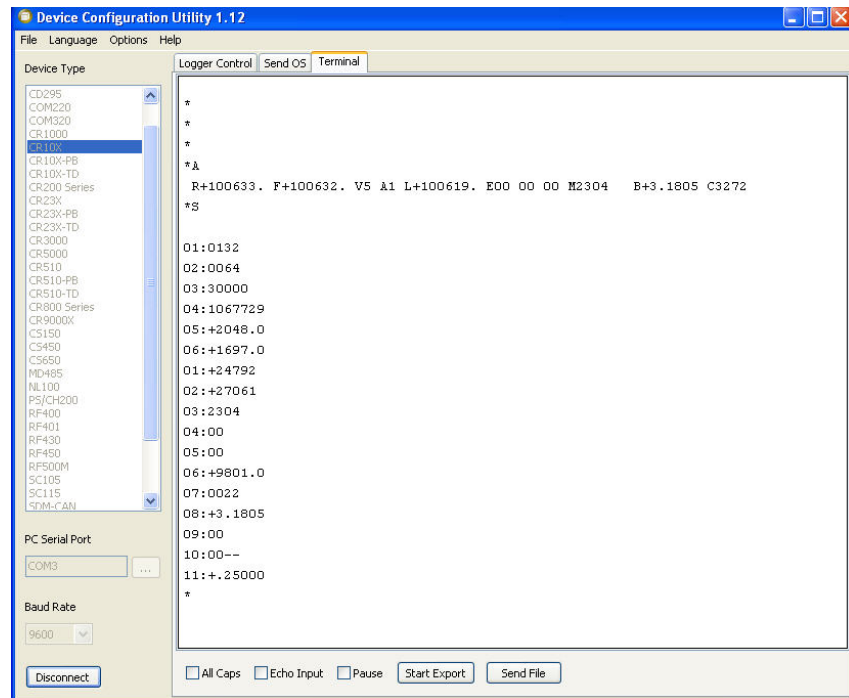 Device Configuration Utility 1.12
File Language Options Help
Device Type
CD295
COM220
COM320
CR1000
CR10X
CR10X-PB
CR10X-TD
CR200 Series
CR23X
CR23X-PB
CR23X-TD
CR3000
CR5000
CR510
CR510-PB
CR510-TD
CR800 Series
CR9000X
CS150
CS450
CS650
MD485
NL100
PS/CH200
RF400
RF401
RF430
RF450
RF500M
SC105
SC115
SDM-CAN
PC Serial Port
COM3
...
Baud Rate
9600
Disconnect
Logger Control Send OS Terminal
*
*
*
*A
R+100633. F+100632. V5 A1 L+100619. E00 00 00 M2304 B+3.1805 C3272
*S
01:0132
02:0064
03:30000
04:1067729
05:+2048.0
06:+1697.0
01:+24792
02:+27061
03:2304
04:00
05:00
06:+9801.0
07:0022
08:+3.1805
09:00
10:00--
11:+.25000
*
All Caps Echo Input Pause Start Export Send File